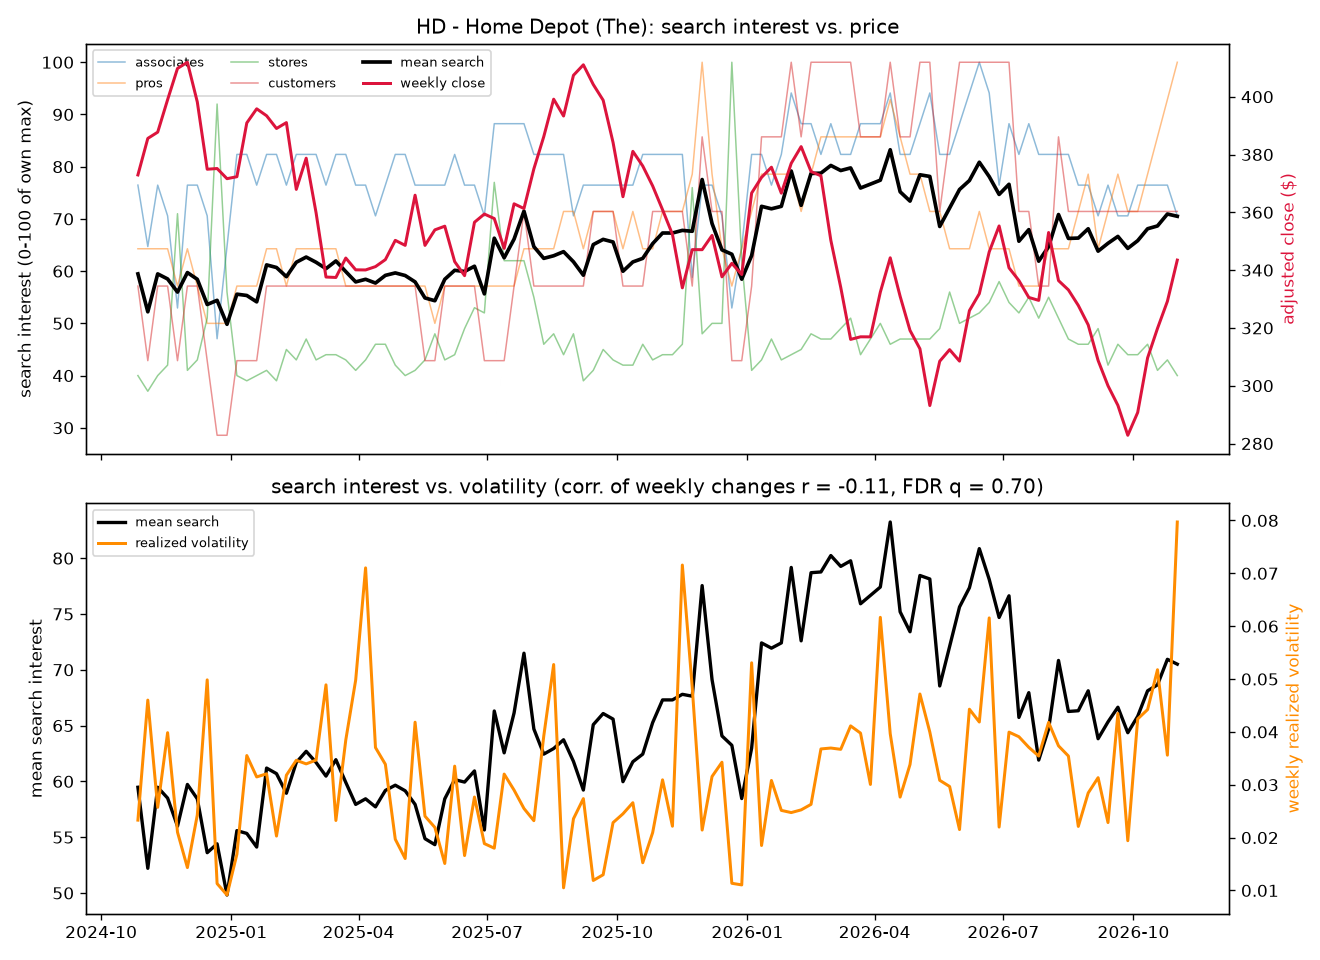 HD - Home Depot (The): search interest vs. price
associates
pros
stores
customers
mean search
weekly close
search interest (0-100 of own max)
100
90
80
70
60
50
40
30
adjusted close ($)
400
380
360
340
320
300
280
search interest vs. volatility (corr. of weekly changes r = -0.11, FDR q = 0.70)
mean search
realized volatility
mean search interest
80
75
70
65
60
55
50
weekly realized volatility
0.08
0.07
0.06
0.05
0.04
0.03
0.02
0.01
2024-10
2025-01
2025-04
2025-07
2025-10
2026-01
2026-04
2026-07
2026-10